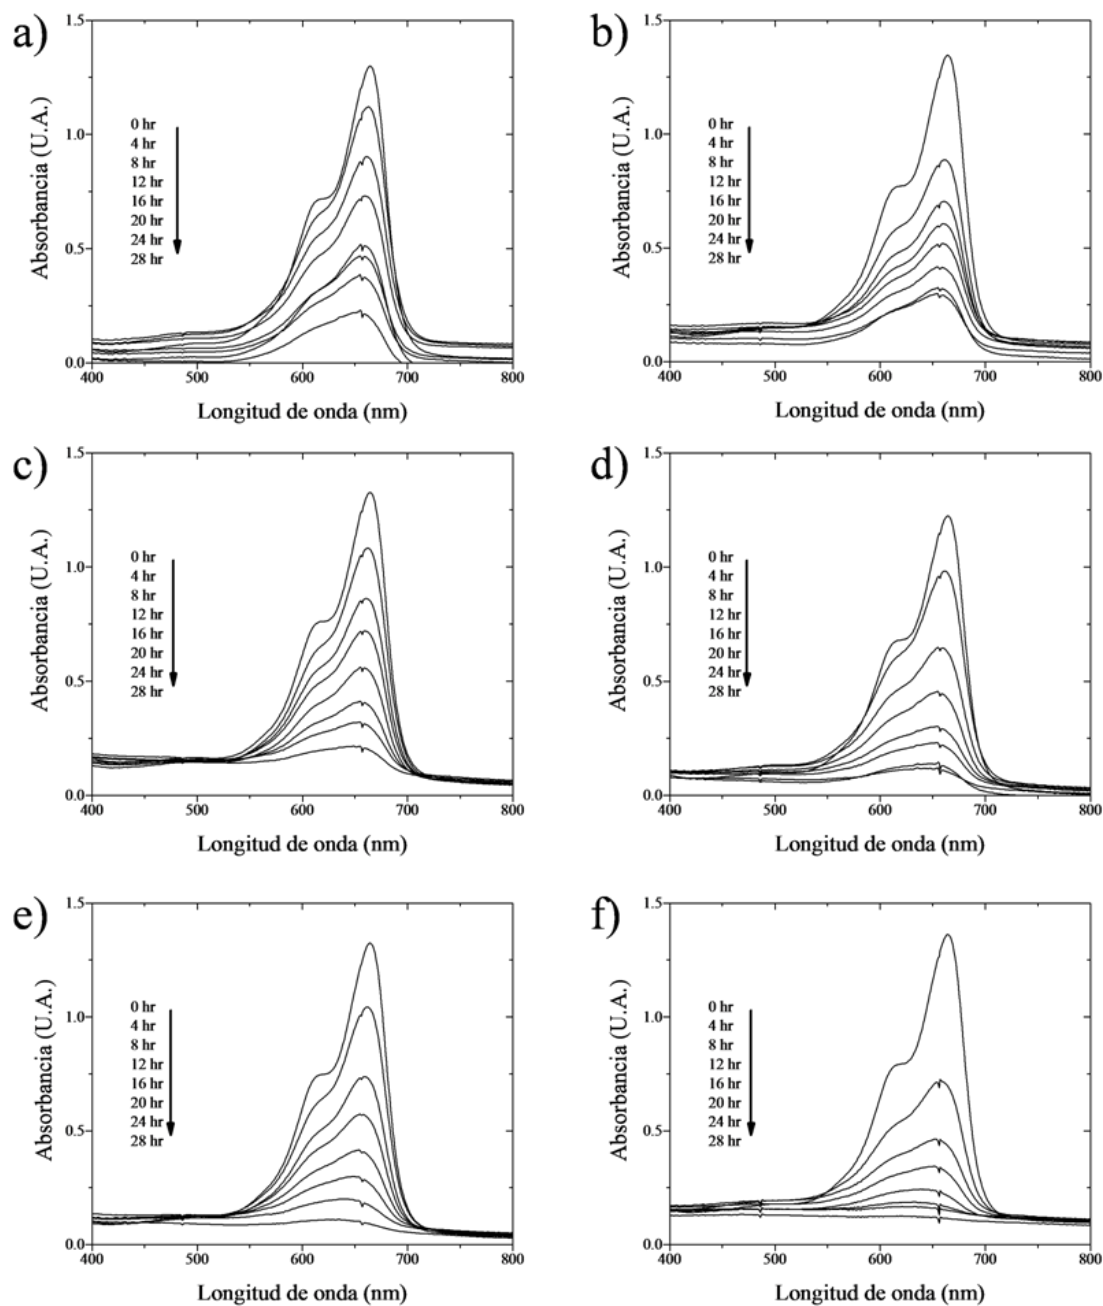 a)
1.5
1.0
0.5
0.0
Absorbancia (U.A.)
0 hr
4 hr
8 hr
12 hr
16 hr
20 hr
24 hr
28 hr
400 500 600 700 800
Longitud de onda (nm)
b)
1.5
1.0
0.5
0.0
Absorbancia (U.A.)
0 hr
4 hr
8 hr
12 hr
16 hr
20 hr
24 hr
28 hr
400 500 600 700 800
Longitud de onda (nm)
c)
1.5
1.0
0.5
0.0
Absorbancia (U.A.)
0 hr
4 hr
8 hr
12 hr
16 hr
20 hr
24 hr
28 hr
400 500 600 700 800
Longitud de onda (nm)
d)
1.5
1.0
0.5
0.0
Absorbancia (U.A.)
0 hr
4 hr
8 hr
12 hr
16 hr
20 hr
24 hr
28 hr
400 500 600 700 800
Longitud de onda (nm)
e)
1.5
1.0
0.5
0.0
Absorbancia (U.A.)
0 hr
4 hr
8 hr
12 hr
16 hr
20 hr
24 hr
28 hr
400 500 600 700 800
Longitud de onda (nm)
f)
1.5
1.0
0.5
0.0
Absorbancia (U.A.)
0 hr
4 hr
8 hr
12 hr
16 hr
20 hr
24 hr
28 hr
400 500 600 700 800
Longitud de onda (nm)